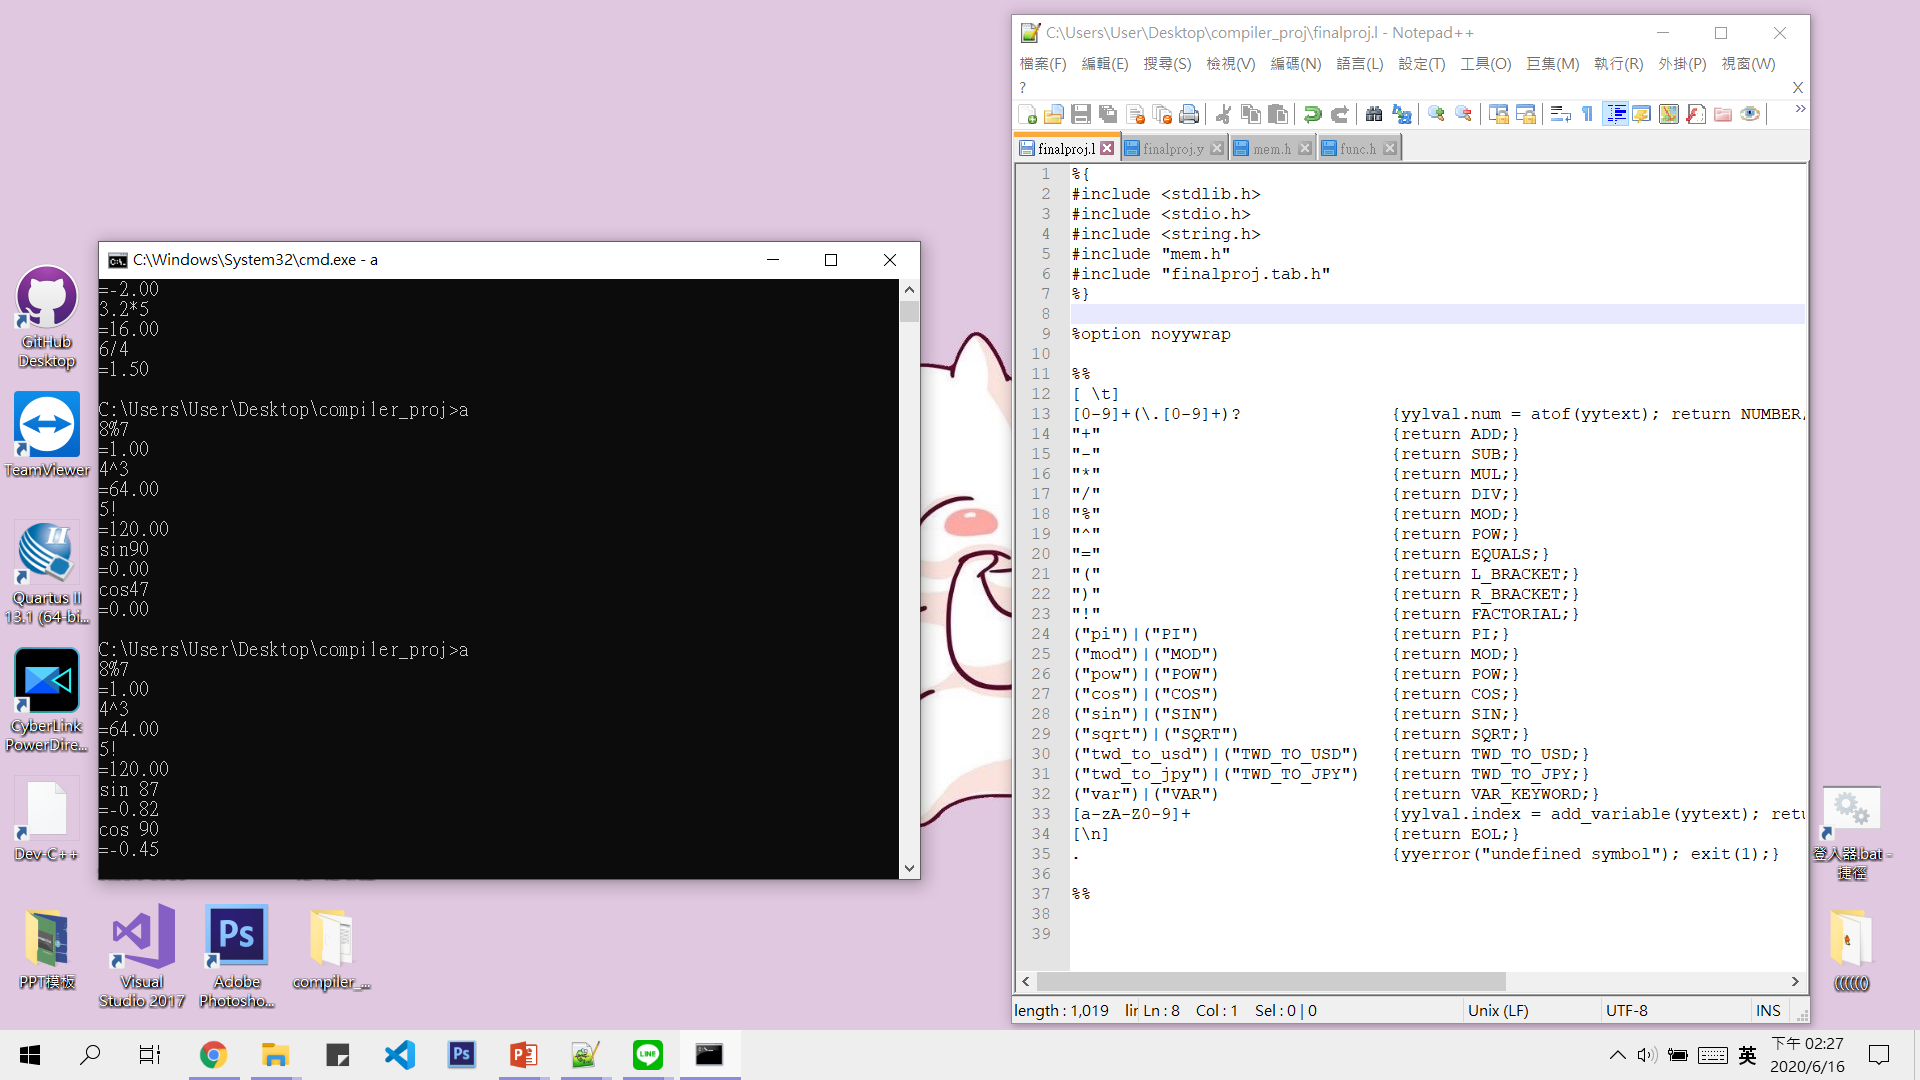 C:\Windows\System32\cmd.exe - a
=-2.00
3.2*5
=16.00
6/4
=1.50
C:\Users\User\Desktop\compiler_proj>a
8%7
=1.00
4^3
=64.00
5!
=120.00
sin90
=0.00
cos47
=0.00
C:\Users\User\Desktop\compiler_proj>a
8%7
=1.00
4^3
=64.00
5!
=120.00
sin 87
=-0.82
cos 90
=-0.45
C:\Users\User\Desktop\compiler_proj\finalproj.l - Notepad++
檔案(F) 編輯(E) 搜尋(S) 檢視(V) 編碼(N) 語言(L) 設定(T) 工具(O) 巨集(M) 執行(R) 外掛(P) 視窗(W)
? X
finalproj.l finalproj.y mem.h func.h
1 %{
2 #include <stdlib.h>
3 #include <stdio.h>
4 #include <string.h>
5 #include "mem.h"
6 #include "finalproj.tab.h"
7 %}
8
9 %option noyywrap
10
11 %%
12 [ \t]
13 [0-9]+(\.[0-9]+)? {yylval.num = atof(yytext); return NUMBER;
14 "+" {return ADD;}
15 "-" {return SUB;}
16 "*" {return MUL;}
17 "/" {return DIV;}
18 "%" {return MOD;}
19 "^" {return POW;}
20 "=" {return EQUALS;}
21 "(" {return L_BRACKET;}
22 ")" {return R_BRACKET;}
23 "!" {return FACTORIAL;}
24 ("pi")|("PI") {return PI;}
25 ("mod")|("MOD") {return MOD;}
26 ("pow")|("POW") {return POW;}
27 ("cos")|("COS") {return COS;}
28 ("sin")|("SIN") {return SIN;}
29 ("sqrt")|("SQRT") {return SQRT;}
30 ("twd_to_usd")|("TWD_TO_USD") {return TWD_TO_USD;}
31 ("twd_to_jpy")|("TWD_TO_JPY") {return TWD_TO_JPY;}
32 ("var")|("VAR") {return VAR_KEYWORD;}
33 [a-zA-Z0-9]+ {yylval.index = add_variable(yytext); retu
34 [\n] {return EOL;}
35 . {yyerror("undefined symbol"); exit(1);}
36
37 %%
38
39
length : 1,019 lin Ln : 8 Col : 1 Sel : 0 | 0 Unix (LF) UTF-8 INS
GitHub
Desktop
TeamViewer
Quartus II
13.1 (64-bi...
CyberLink
PowerDire...
Dev-C++
PPT模板
Visual
Studio 2017
Adobe
Photosho...
compiler_...
登入器.bat -
捷徑
((((((()
英
下午 02:27
2020/6/16